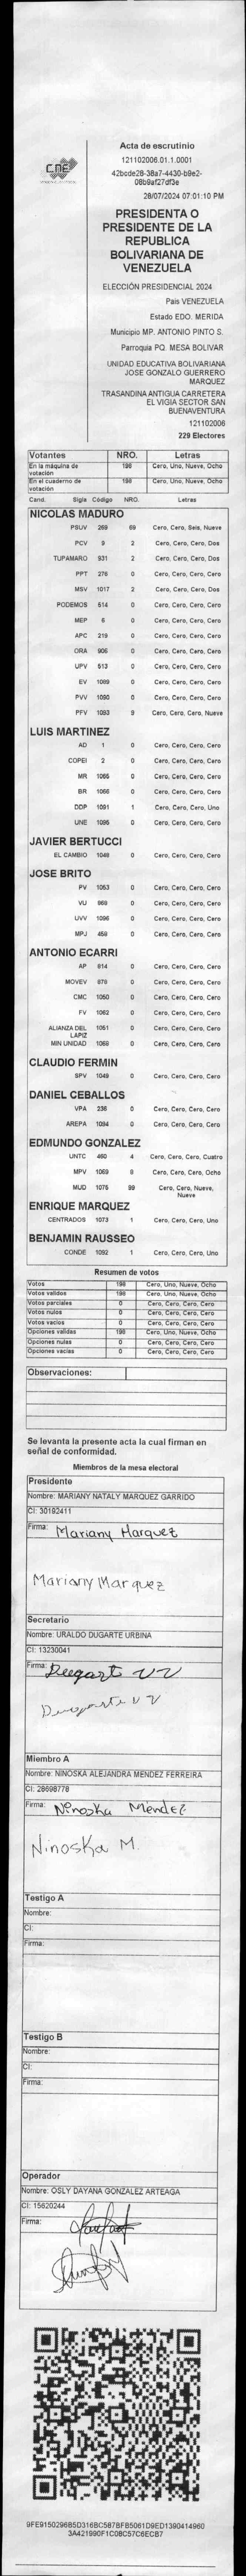 CNE
Acta de escrutinio
121102006.01.1.0001
42bcde28-38a7-4430-b9e2-
08b9af27df3e
28/07/2024 07:01:10 PM
PRESIDENTA O
PRESIDENTE DE LA
REPUBLICA
BOLIVARIANA DE
VENEZUELA
ELECCIÓN PRESIDENCIAL 2024
Pais VENEZUELA
Estado EDO. MERIDA
Municipio MP. ANTONIO PINTO S.
Parroquia PQ. MESA BOLIVAR
UNIDAD EDUCATIVA BOLIVARIANA
JOSE GONZALO GUERRERO
MARQUEZ
TRASANDINA ANTIGUA CARRETERA
EL VIGIA SECTOR SAN
BUENAVENTURA
121102006
229 Electores
Votantes NRO. Letras
En la máquina de votación 198 Cero, Uno, Nueve, Ocho
En el cuaderno de votación 198 Cero, Uno, Nueve, Ocho
Cand. Sigla Código NRO. Letras
NICOLAS MADURO
PSUV 269 69 Cero, Cero, Seis, Nueve
PCV 9 2 Cero, Cero, Cero, Dos
TUPAMARO 931 2 Cero, Cero, Cero, Dos
PPT 276 0 Cero, Cero, Cero, Cero
MSV 1017 2 Cero, Cero, Cero, Dos
PODEMOS 514 0 Cero, Cero, Cero, Cero
MEP 6 0 Cero, Cero, Cero, Cero
APC 219 0 Cero, Cero, Cero, Cero
ORA 906 0 Cero, Cero, Cero, Cero
UPV 513 0 Cero, Cero, Cero, Cero
EV 1089 0 Cero, Cero, Cero, Cero
PVV 1090 0 Cero, Cero, Cero, Cero
PFV 1093 9 Cero, Cero, Cero, Nueve
LUIS MARTINEZ
AD 1 0 Cero, Cero, Cero, Cero
COPEI 2 0 Cero, Cero, Cero, Cero
MR 1065 0 Cero, Cero, Cero, Cero
BR 1066 0 Cero, Cero, Cero, Cero
DDP 1091 1 Cero, Cero, Cero, Uno
UNE 1096 0 Cero, Cero, Cero, Cero
JAVIER BERTUCCI
EL CAMBIO 1048 0 Cero, Cero, Cero, Cero
JOSE BRITO
PV 1053 0 Cero, Cero, Cero, Cero
VU 969 0 Cero, Cero, Cero, Cero
UVV 1096 0 Cero, Cero, Cero, Cero
MPJ 458 0 Cero, Cero, Cero, Cero
ANTONIO ECARRI
AP 814 0 Cero, Cero, Cero, Cero
MOVEV 878 0 Cero, Cero, Cero, Cero
CMC 1050 0 Cero, Cero, Cero, Cero
FV 1062 0 Cero, Cero, Cero, Cero
ALIANZA DEL LAPIZ 1051 0 Cero, Cero, Cero, Cero
MIN UNIDAD 1068 0 Cero, Cero, Cero, Cero
CLAUDIO FERMIN
SPV 1049 0 Cero, Cero, Cero, Cero
DANIEL CEBALLOS
VPA 236 0 Cero, Cero, Cero, Cero
AREPA 1084 0 Cero, Cero, Cero, Cero
EDMUNDO GONZALEZ
UNTC 460 4 Cero, Cero, Cero, Cuatro
MPV 1069 8 Cero, Cero, Cero, Ocho
MUD 1075 99 Cero, Cero, Nueve, Nueve
ENRIQUE MARQUEZ
CENTRADOS 1073 1 Cero, Cero, Cero, Uno
BENJAMIN RAUSSEO
CONDE 1092 1 Cero, Cero, Cero, Uno
Resumen de votos
Votos 198 Cero, Uno, Nueve, Ocho
Votos validos 198 Cero, Uno, Nueve, Ocho
Votos parciales 0 Cero, Cero, Cero, Cero
Votos nulos 0 Cero, Cero, Cero, Cero
Votos vacios 0 Cero, Cero, Cero, Cero
Opciones validas 198 Cero, Uno, Nueve, Ocho
Opciones nulas 0 Cero, Cero, Cero, Cero
Opciones vacias 0 Cero, Cero, Cero, Cero
Observaciones:
Se levanta la presente acta la cual firman en
señal de conformidad.
Miembros de la mesa electoral
Presidente
Nombre: MARIANY NATALY MARQUEZ GARRIDO
CI: 30192411
Firma: Mariany Marquez
Mariany Marquez
Secretario
Nombre: URALDO DUGARTE URBINA
CI: 13230041
Firma:
Miembro A
Nombre: NINOSKA ALEJANDRA MENDEZ FERREIRA
CI: 28698778
Firma: Ninoska Méndez
Ninoska M.
Testigo A
Nombre:
CI:
Firma:
Testigo B
Nombre:
CI:
Firma:
Operador
Nombre: OSLY DAYANA GONZALEZ ARTEAGA
CI: 15620244
Firma:
9FE9150296B5D316BC587BFB5061D9ED1390414960
3A421990F1C08C57C6ECB7